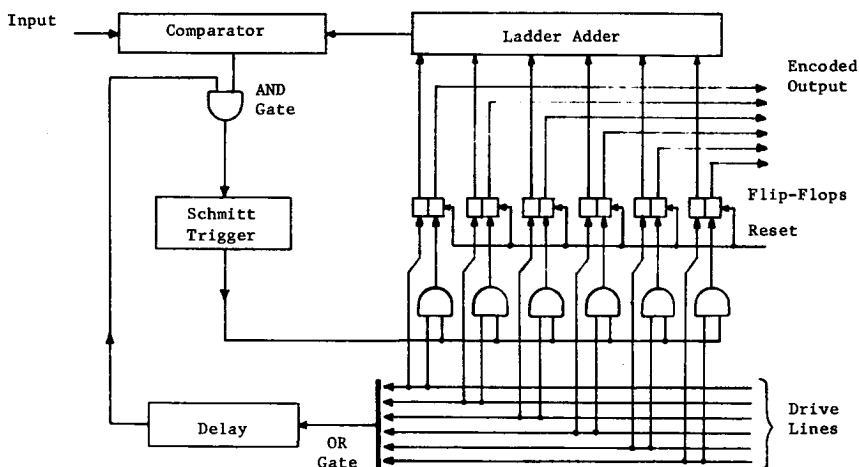 Input
Comparator
Ladder Adder
Encoded
Output
AND
Gate
Schmitt
Trigger
Flip-Flops
Reset
Delay
OR
Gate
Drive
Lines